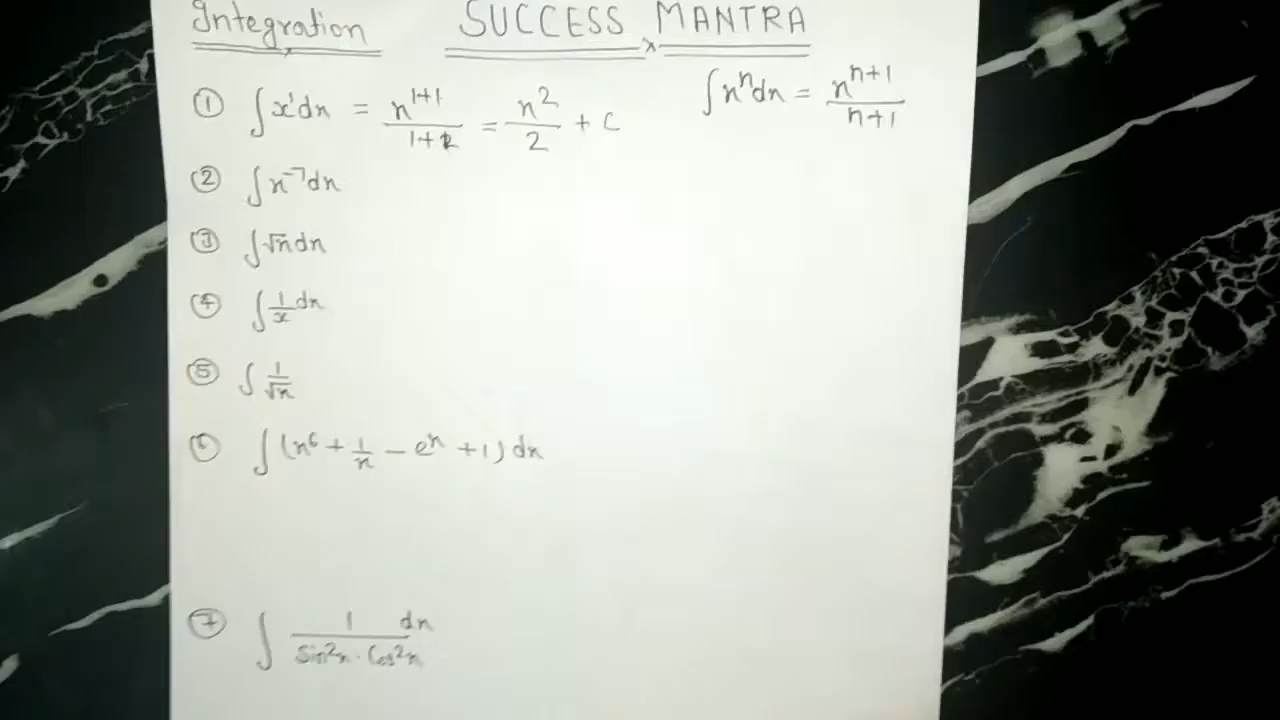 Integration SUCCESS MANTRA
① ∫x¹dx = x^(1+1)/(1+1) = x²/2 + C ∫xⁿdx = x^(n+1)/(n+1)
② ∫x⁻⁷dx
③ ∫√x dx
④ ∫ 1/x dx
⑤ ∫ 1/√x
⑥ ∫(x⁶ + 1/x − eˣ + 1) dx
⑦ ∫ 1/(Sin²x · Cos²x) dx